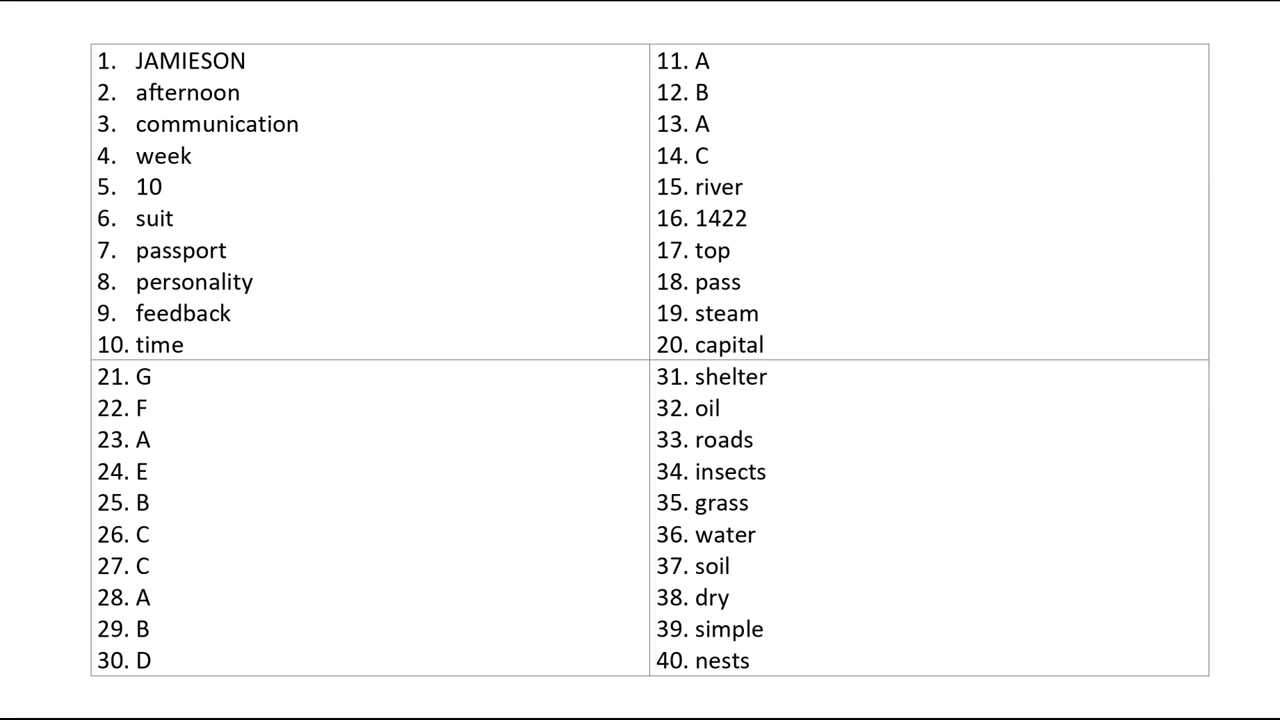 1. JAMIESON
2. afternoon
3. communication
4. week
5. 10
6. suit
7. passport
8. personality
9. feedback
10. time
11. A
12. B
13. A
14. C
15. river
16. 1422
17. top
18. pass
19. steam
20. capital
21. G
22. F
23. A
24. E
25. B
26. C
27. C
28. A
29. B
30. D
31. shelter
32. oil
33. roads
34. insects
35. grass
36. water
37. soil
38. dry
39. simple
40. nests